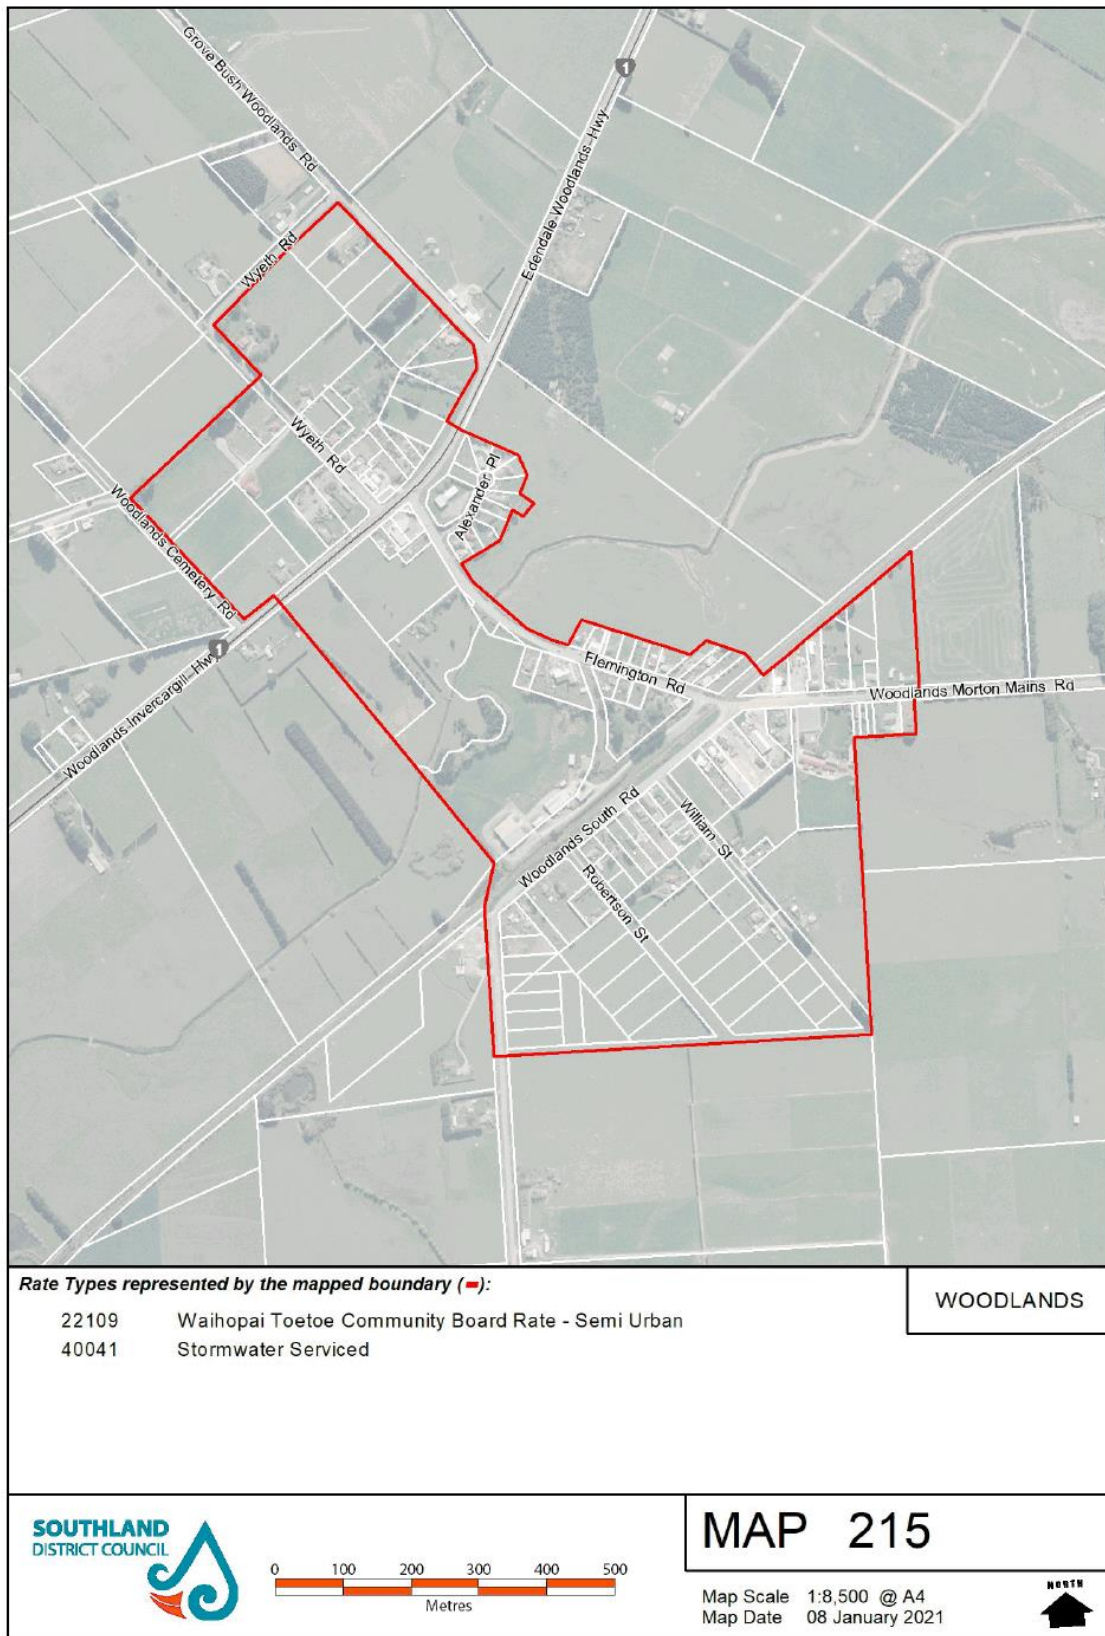 Grove Bush Woodlands Rd
1
Edendale-Woodlands-Hwy
Wyeth Rd
Wyeth Rd
Alexander Pl
Woodlands Cemetery Rd
1
Woodlands-Invercargill-Hwy
Flemington Rd
Woodlands Morton Mains Rd
Woodlands South Rd
William St
Robertson St
Rate Types represented by the mapped boundary (-):
22109 Waihopai Toetoe Community Board Rate - Semi Urban
40041 Stormwater Serviced
WOODLANDS
SOUTHLAND
DISTRICT COUNCIL
0 100 200 300 400 500
Metres
MAP 215
Map Scale 1:8,500 @ A4
Map Date 08 January 2021
NORTH